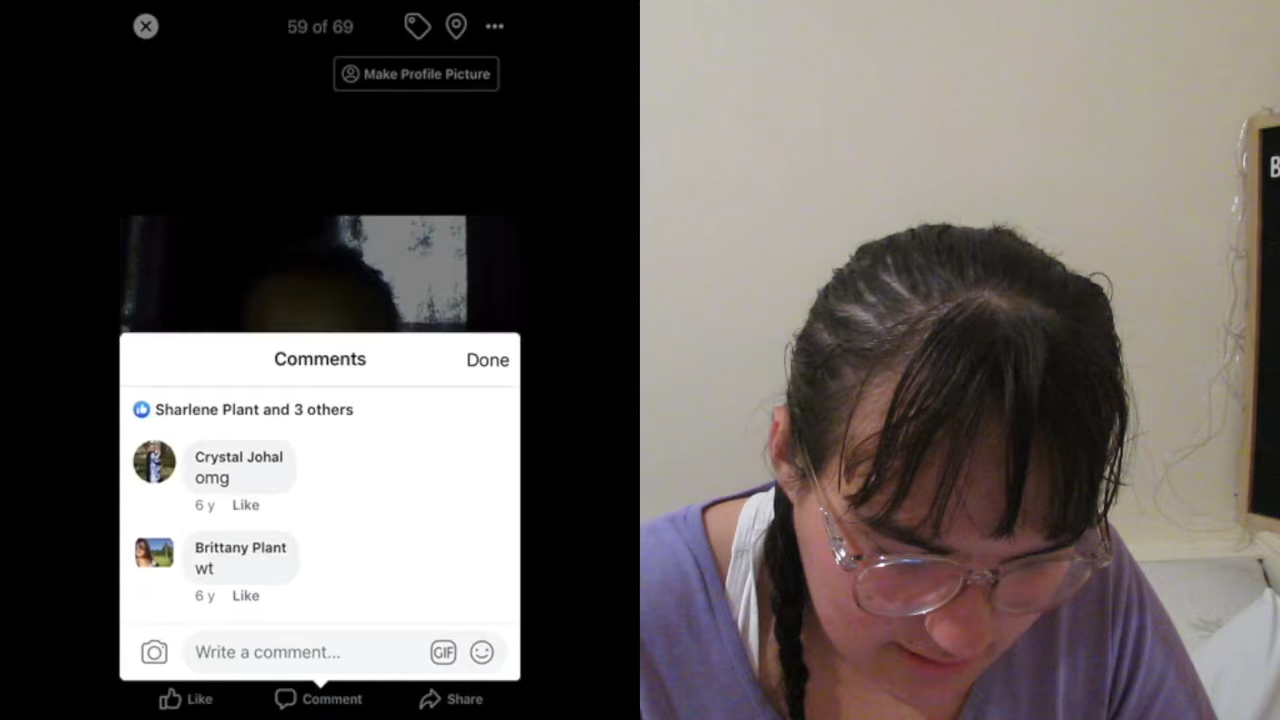 59 of 69
Make Profile Picture
Comments
Done
Sharlene Plant and 3 others
Crystal Johal
omg
6 y Like
Brittany Plant
wt
6 y Like
Write a comment...
GIF
Like
Comment
Share
B